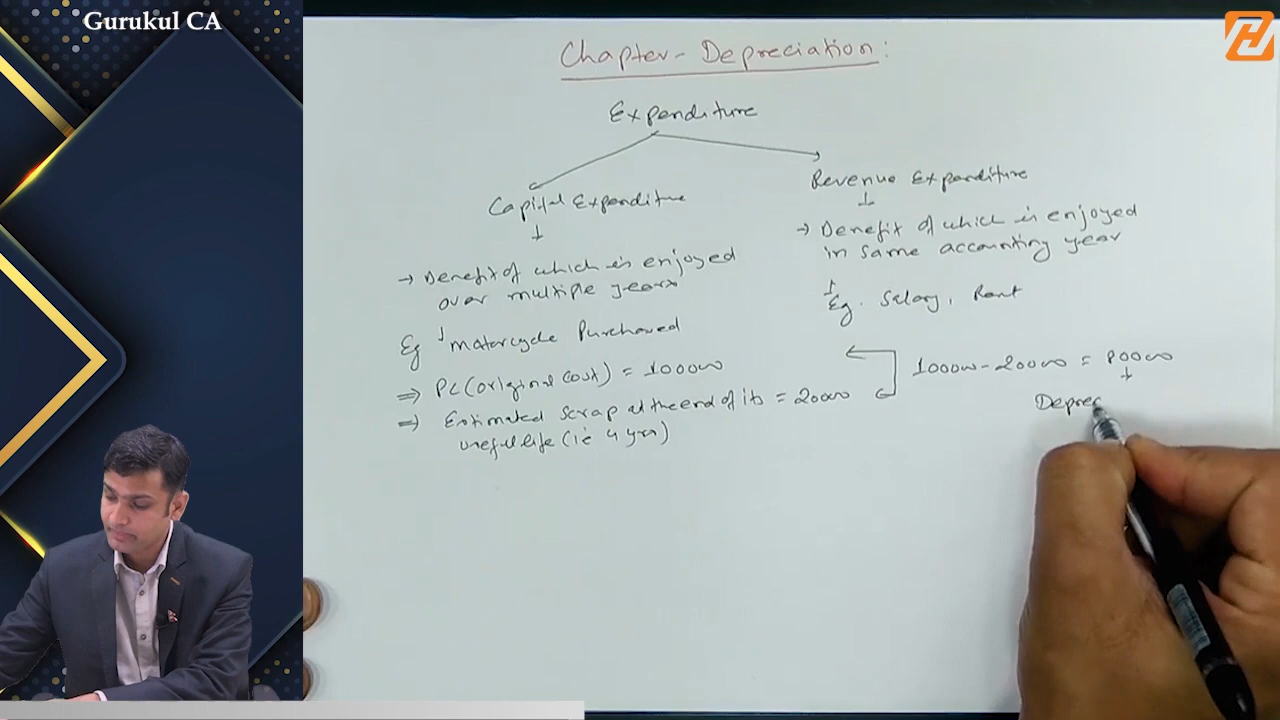 Gurukul CA
Chapter - Depreciation:
Expenditure
Capital Expenditure
Revenue Expenditure
→ Benefit of which is enjoyed
over multiple years
→ Benefit of which is enjoyed
in same accounting year
Eg. Salary, Rent
Eg motorcycle Purchased
⇒ PC (original Cost) = 100000
⇒ Estimated Scrap at the end of its = 20000
useful life (i.e 4 yrs)
100000 - 20000 = 80000
Deprec